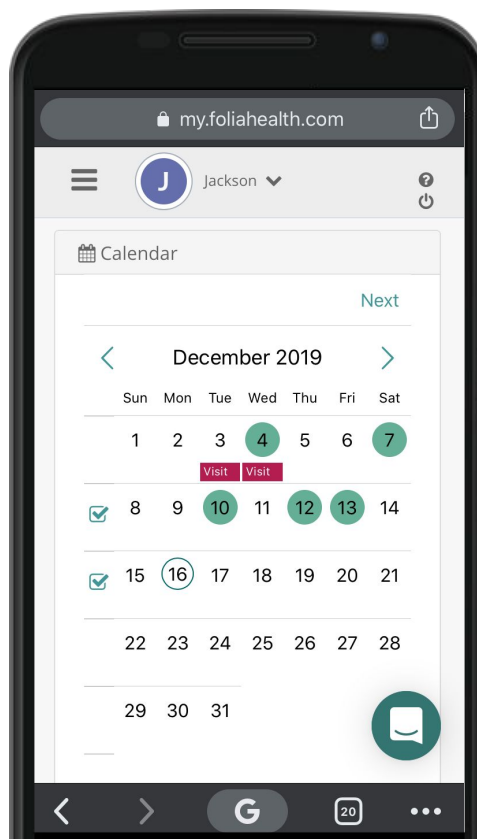 my.foliahealth.com
J Jackson
?
Calendar
Next
December 2019
Sun Mon Tue Wed Thu Fri Sat
1 2 3 4 5 6 7
Visit Visit
8 9 10 11 12 13 14
15 16 17 18 19 20 21
22 23 24 25 26 27 28
29 30 31
G 20